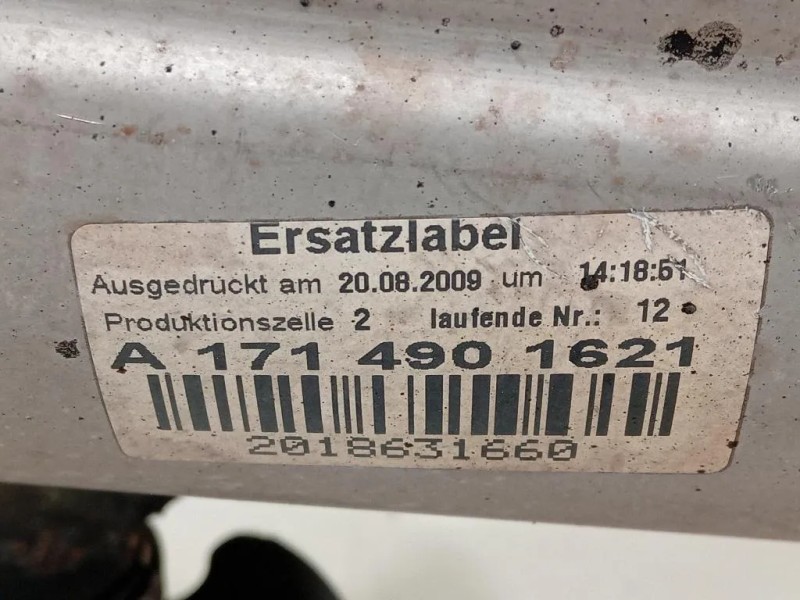 Ersatzlabel
Ausgedruckt am 20.08.2009 um 14:18:51
Produktionszelle 2 laufende Nr.: 12
A 171 490 1621
2018631660